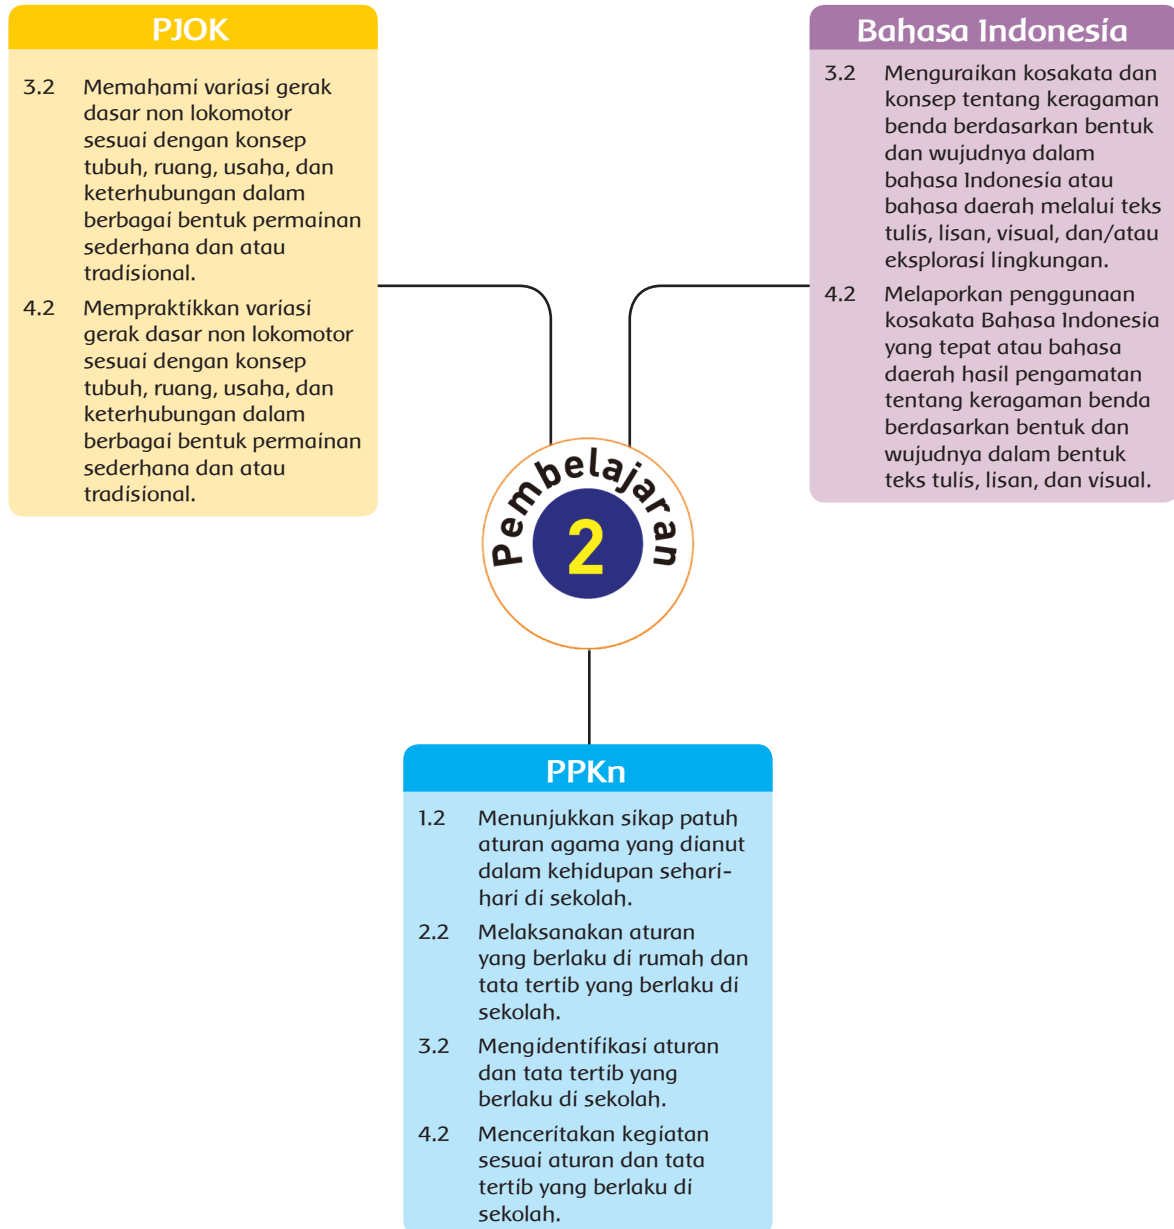 PJOK
3.2 Memahami variasi gerak
dasar non lokomotor
sesuai dengan konsep
tubuh, ruang, usaha, dan
keterhubungan dalam
berbagai bentuk permainan
sederhana dan atau
tradisional.
4.2 Mempraktikkan variasi
gerak dasar non lokomotor
sesuai dengan konsep
tubuh, ruang, usaha, dan
keterhubungan dalam
berbagai bentuk permainan
sederhana dan atau
tradisional.
Bahasa Indonesia
3.2 Menguraikan kosakata dan
konsep tentang keragaman
benda berdasarkan bentuk
dan wujudnya dalam
bahasa Indonesia atau
bahasa daerah melalui teks
tulis, lisan, visual, dan/atau
eksplorasi lingkungan.
4.2 Melaporkan penggunaan
kosakata Bahasa Indonesia
yang tepat atau bahasa
daerah hasil pengamatan
tentang keragaman benda
berdasarkan bentuk dan
wujudnya dalam bentuk
teks tulis, lisan, dan visual.
Pembelajaran
2
PPKn
1.2 Menunjukkan sikap patuh
aturan agama yang dianut
dalam kehidupan sehari-
hari di sekolah.
2.2 Melaksanakan aturan
yang berlaku di rumah dan
tata tertib yang berlaku di
sekolah.
3.2 Mengidentifikasi aturan
dan tata tertib yang
berlaku di sekolah.
4.2 Menceritakan kegiatan
sesuai aturan dan tata
tertib yang berlaku di
sekolah.